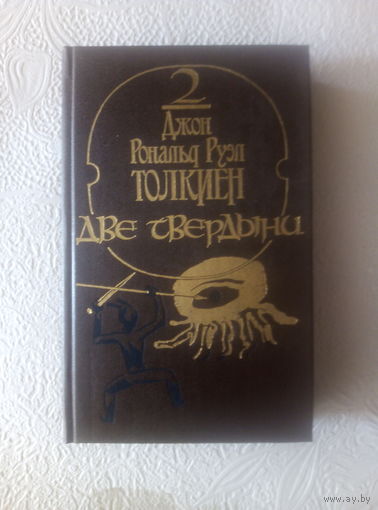 2
Джон
Рональд Руэл
ТОЛКИЕН
ДВЕ ТВЕРДЫНИ
www.ay.by